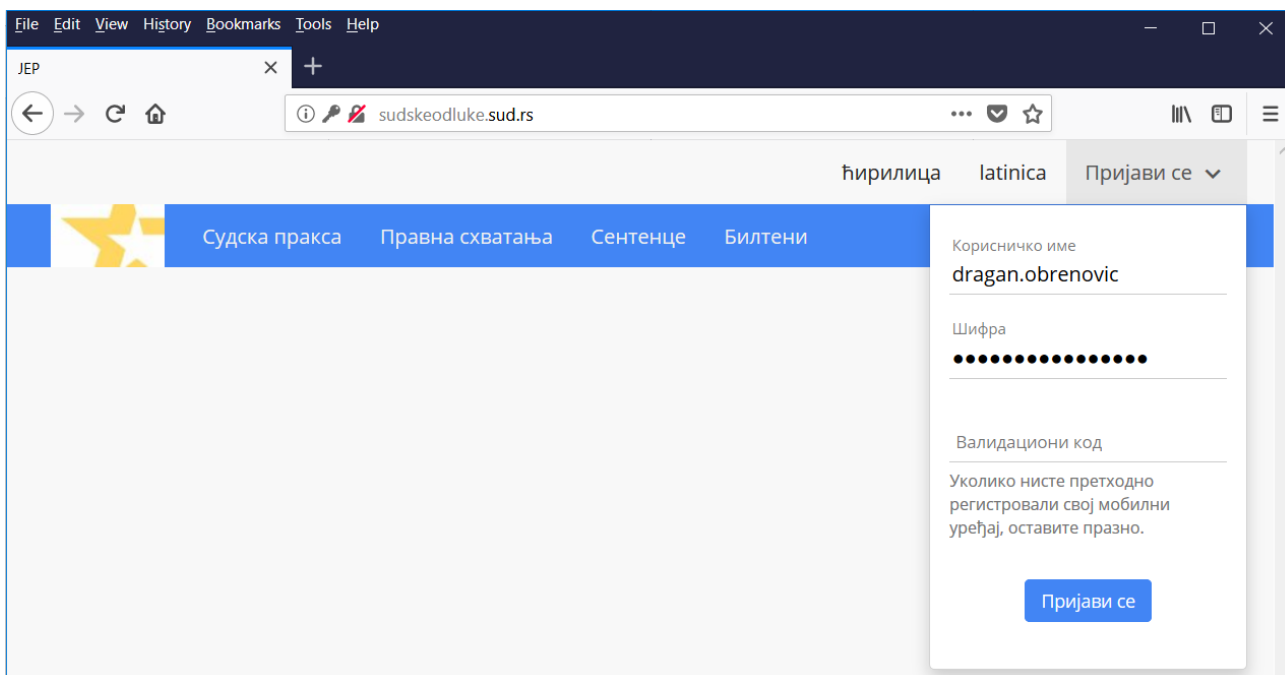 File Edit View History Bookmarks Tools Help
JEP
sudskeodluke.sud.rs
ћирилица latinica Пријави се
Судска пракса Правна схватања Сентенце Билтени
Корисничко име
dragan.obrenovic
Шифра
••••••••••••••••
Валидациони код
Уколико нисте претходно
регистровали свој мобилни
уређај, оставите празно.
Пријави се